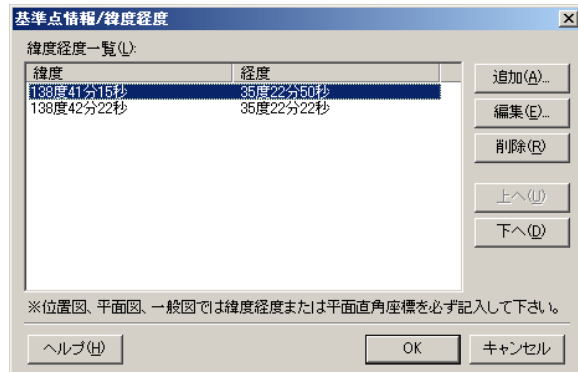 基準点情報/緯度経度
緯度経度一覧(L):
緯度 経度
138度41分15秒 35度22分50秒
138度42分22秒 35度22分22秒
追加(A)...
編集(E)...
削除(R)
上へ(U)
下へ(D)
※位置図、平面図、一般図では緯度経度または平面直角座標を必ず記入して下さい。
ヘルプ(H) OK キャンセル